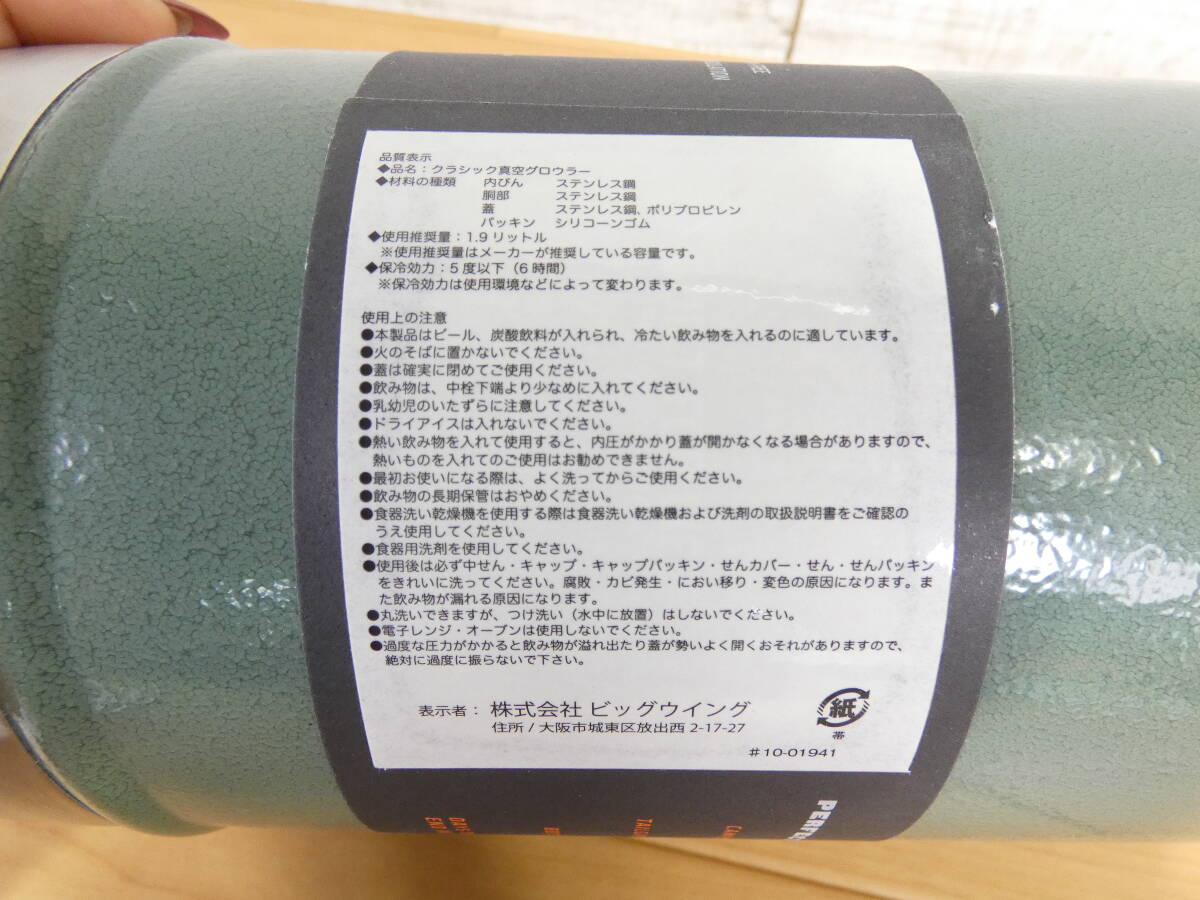 品質表示
◆品名：クラシック真空グロウラー
◆材料の種類　内びん　ステンレス鋼
胴部　ステンレス鋼
蓋　ステンレス鋼、ポリプロピレン
パッキン　シリコーンゴム
◆使用推奨量：1.9リットル
※使用推奨量はメーカーが推奨している容量です。
◆保冷効力：5度以下（6時間）
※保冷効力は使用環境などによって変わります。
使用上の注意
●本製品はビール、炭酸飲料が入れられ、冷たい飲み物を入れるのに適しています。
●火のそばに置かないでください。
●蓋は確実に閉めてご使用ください。
●飲み物は、中栓下端より少なめに入れてください。
●乳幼児のいたずらに注意してください。
●ドライアイスは入れないでください。
●熱い飲み物を入れて使用すると、内圧がかかり蓋が開かなくなる場合がありますので、
熱いものを入れてのご使用はお勧めできません。
●最初お使いになる際は、よく洗ってからご使用ください。
●飲み物の長期保管はおやめください。
●食器洗い乾燥機を使用する際は食器洗い乾燥機および洗剤の取扱説明書をご確認の
うえ使用してください。
●食器用洗剤を使用してください。
●使用後は必ず中せん・キャップ・キャップパッキン・せんカバー・せん・せんパッキン
をきれいに洗ってください。腐敗・カビ発生・におい移り・変色の原因になります。ま
た飲み物が漏れる原因になります。
●丸洗いできますが、つけ洗い（水中に放置）はしないでください。
●電子レンジ・オーブンは使用しないでください。
●過度な圧力がかかると飲み物が溢れ出たり蓋が勢いよく開くおそれがありますので、
絶対に過度に振らないで下さい。
表示者：株式会社 ビッグウイング
住所 / 大阪市城東区放出西 2-17-27
紙
帯
#10-01941